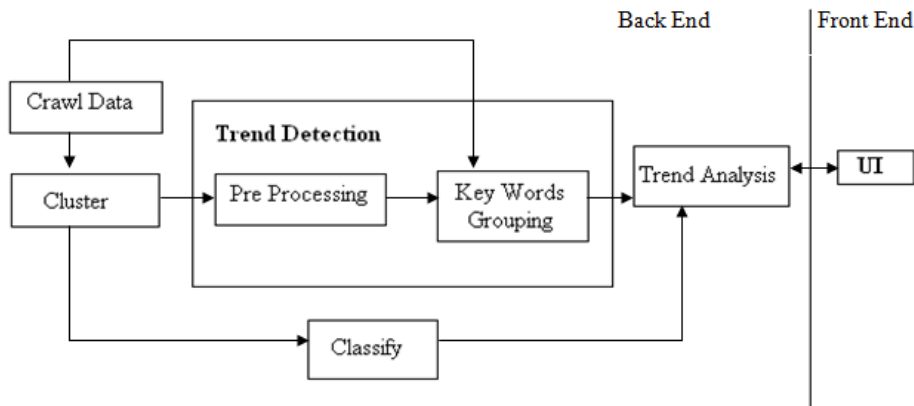 Back End
Front End
Crawl Data
Trend Detection
Cluster
Pre Processing
Key Words
Grouping
Trend Analysis
UI
Classify